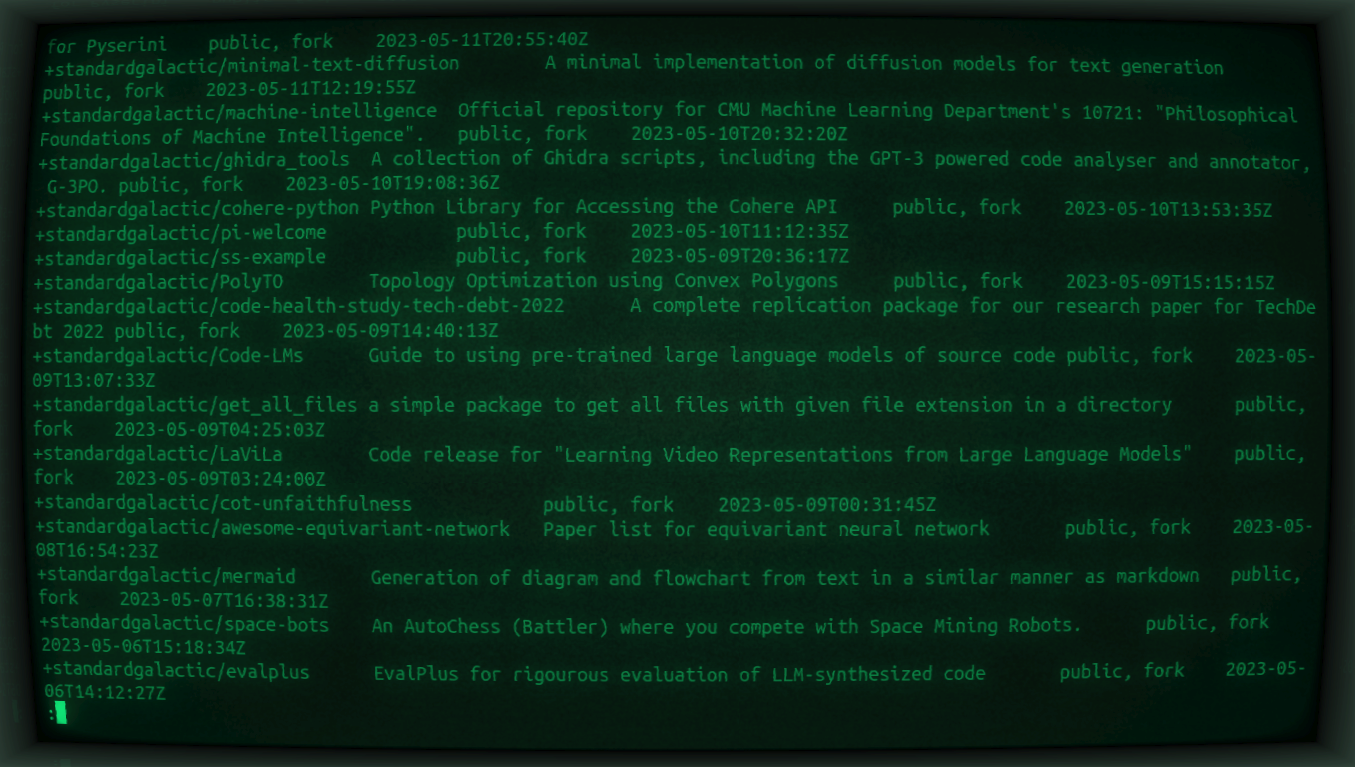 for Pyserini    public, fork    2023-05-11T20:55:40Z
+standardgalactic/minimal-text-diffusion        A minimal implementation of diffusion models for text generation
public, fork    2023-05-11T12:19:55Z
+standardgalactic/machine-intelligence  Official repository for CMU Machine Learning Department's 10721: "Philosophical
Foundations of Machine Intelligence".   public, fork    2023-05-10T20:32:20Z
+standardgalactic/ghidra_tools  A collection of Ghidra scripts, including the GPT-3 powered code analyser and annotator,
 G-3PO. public, fork    2023-05-10T19:08:36Z
+standardgalactic/cohere-python Python Library for Accessing the Cohere API     public, fork    2023-05-10T13:53:35Z
+standardgalactic/pi-welcome            public, fork    2023-05-10T11:12:35Z
+standardgalactic/ss-example            public, fork    2023-05-09T20:36:17Z
+standardgalactic/PolyTO        Topology Optimization using Convex Polygons     public, fork    2023-05-09T15:15:15Z
+standardgalactic/code-health-study-tech-debt-2022      A complete replication package for our research paper for TechDe
bt 2022 public, fork    2023-05-09T14:40:13Z
+standardgalactic/Code-LMs      Guide to using pre-trained large language models of source code public, fork    2023-05-
09T13:07:33Z
+standardgalactic/get_all_files a simple package to get all files with given file extension in a directory      public,
fork    2023-05-09T04:25:03Z
+standardgalactic/LaViLa        Code release for "Learning Video Representations from Large Language Models"    public,
fork    2023-05-09T03:24:00Z
+standardgalactic/cot-unfaithfulness            public, fork    2023-05-09T00:31:45Z
+standardgalactic/awesome-equivariant-network   Paper list for equivariant neural network       public, fork    2023-05-
08T16:54:23Z
+standardgalactic/mermaid       Generation of diagram and flowchart from text in a similar manner as markdown   public,
fork    2023-05-07T16:38:31Z
+standardgalactic/space-bots    An AutoChess (Battler) where you compete with Space Mining Robots.      public, fork
2023-05-06T15:18:34Z
+standardgalactic/evalplus      EvalPlus for rigourous evaluation of LLM-synthesized code       public, fork    2023-05-
06T14:12:27Z
: